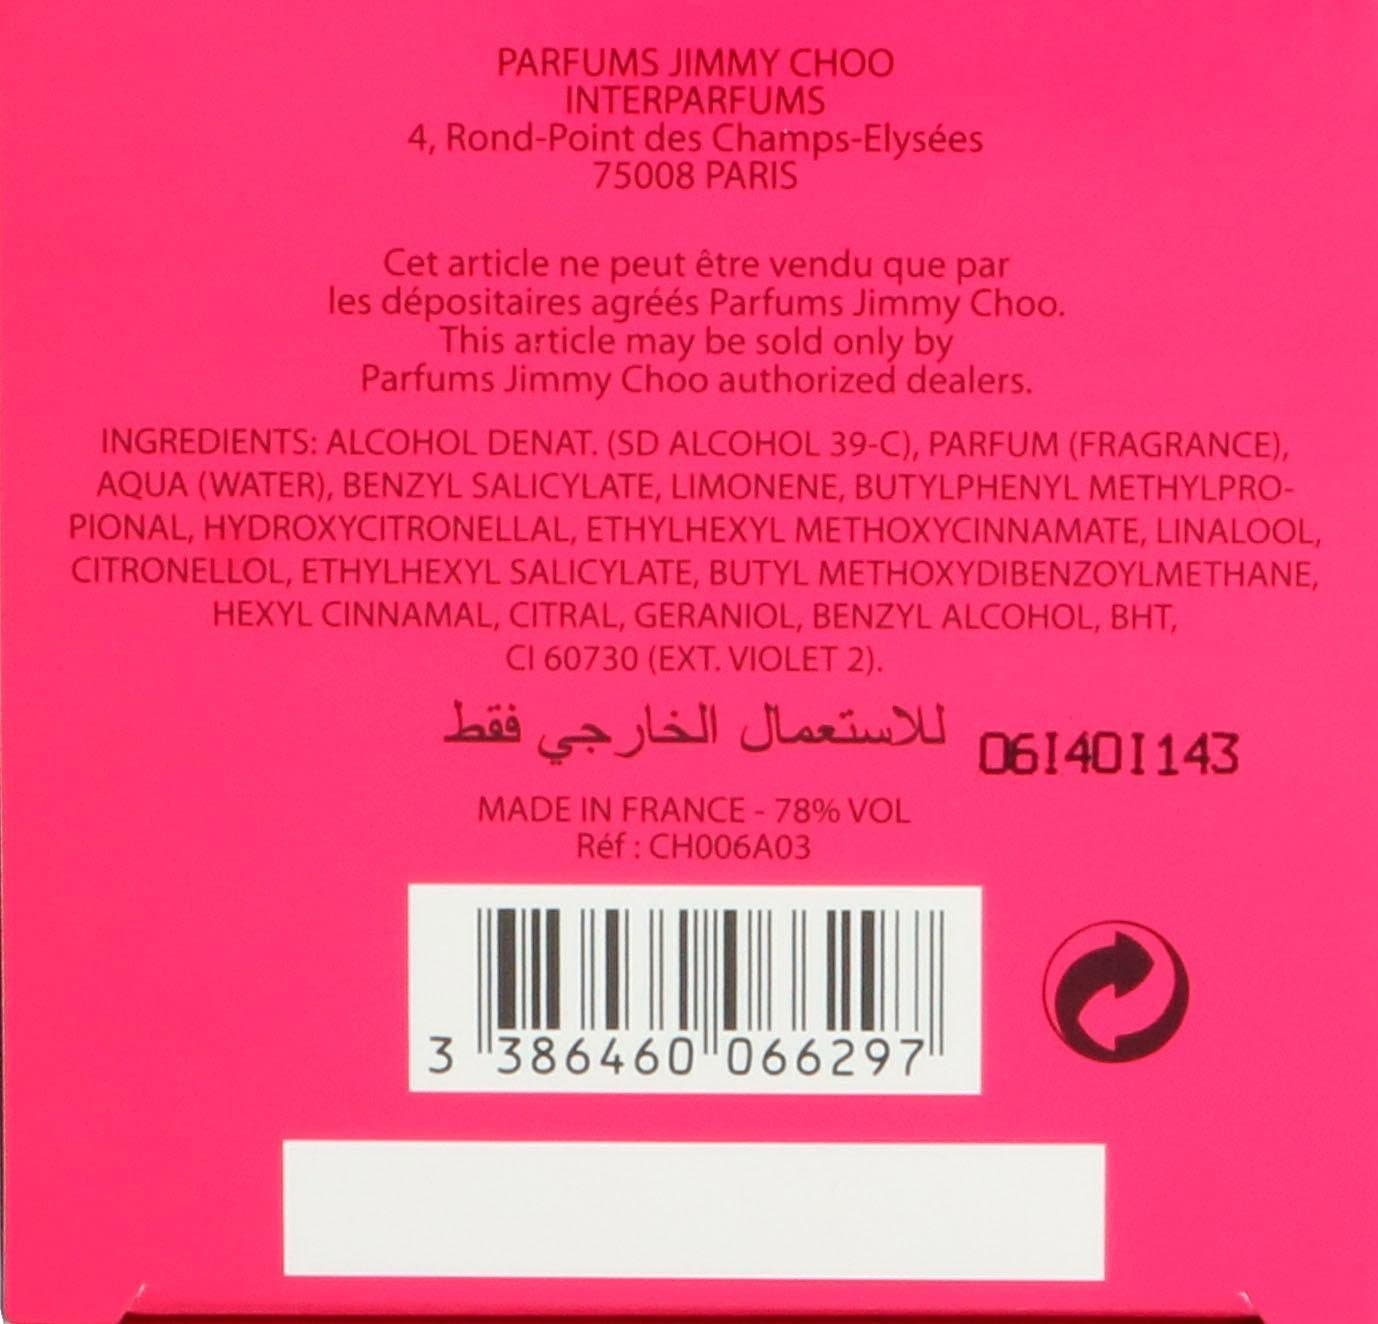 PARFUMS JIMMY CHOO
INTERPARFUMS
4, Rond-Point des Champs-Elysées
75008 PARIS
Cet article ne peut être vendu que par
les dépositaires agréés Parfums Jimmy Choo.
This article may be sold only by
Parfums Jimmy Choo authorized dealers.
INGREDIENTS: ALCOHOL DENAT. (SD ALCOHOL 39-C), PARFUM (FRAGRANCE),
AQUA (WATER), BENZYL SALICYLATE, LIMONENE, BUTYLPHENYL METHYLPRO-
PIONAL, HYDROXYCITRONELLAL, ETHYLHEXYL METHOXYCINNAMATE, LINALOOL,
CITRONELLOL, ETHYLHEXYL SALICYLATE, BUTYL METHOXYDIBENZOYLMETHANE,
HEXYL CINNAMAL, CITRAL, GERANIOL, BENZYL ALCOHOL, BHT,
CI 60730 (EXT. VIOLET 2).
للاستعمال الخارجي فقط
06I40I143
MADE IN FRANCE - 78% VOL
Réf : CH006A03
3 386460 066297